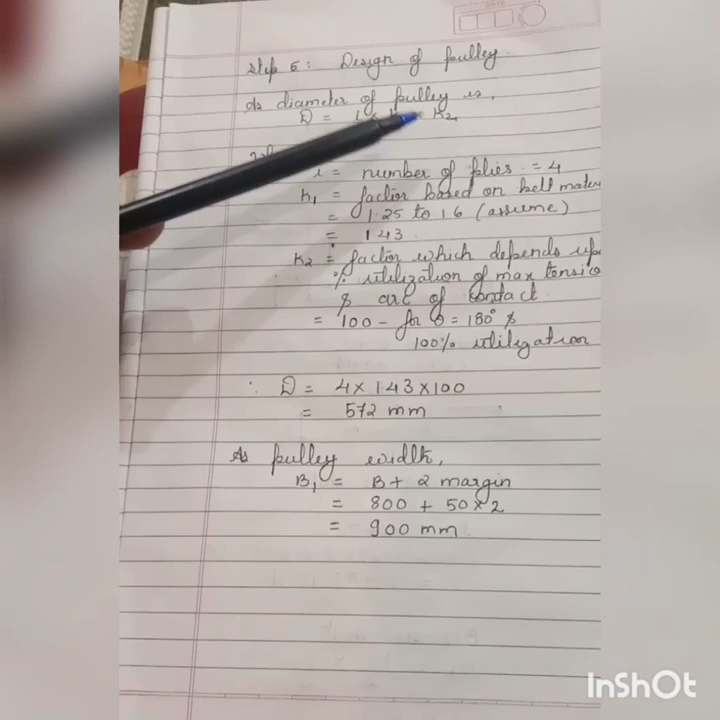 Step 5: Design of pulley
As diameter of pulley is,
D = i × K2
i = number of plies = 4
K1 = factor based on belt mater
= 1.25 to 1.6 (assume)
= 1.43
K2 = factor which depends up
% utilization of max tensio
& arc of contact.
= 100 - for θ = 180° &
100% utilization
∴ D = 4 × 1.43 × 100
= 572 mm
As pulley width,
B1 = B + 2 margin
= 800 + 50 × 2
= 900 mm
InShOt